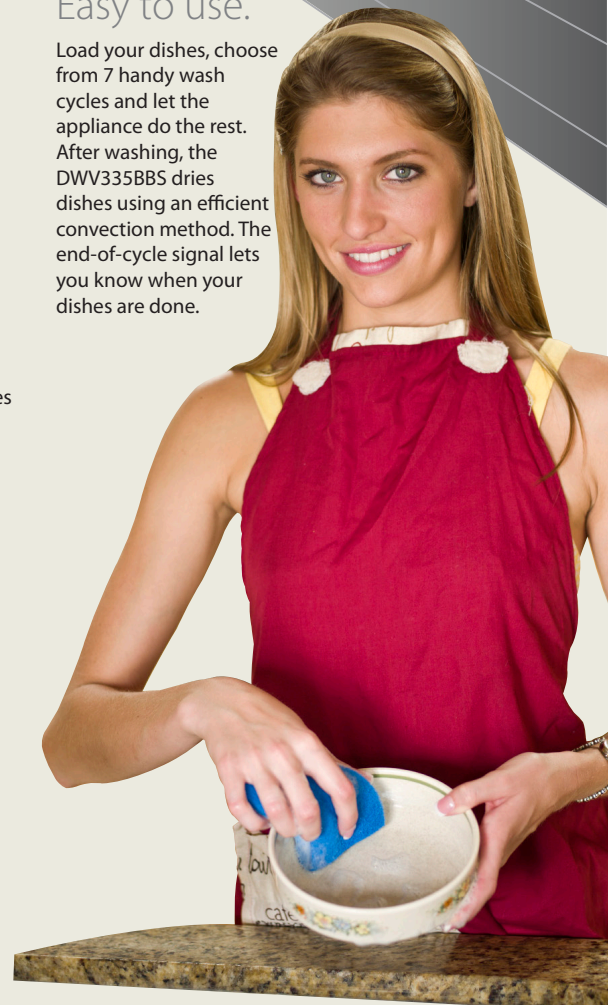 Easy to use.
Load your dishes, choose
from 7 handy wash
cycles and let the
appliance do the rest.
After washing, the
DWV335BBS dries
dishes using an efficient
convection method. The
end-of-cycle signal lets
you know when your
dishes are done.
es